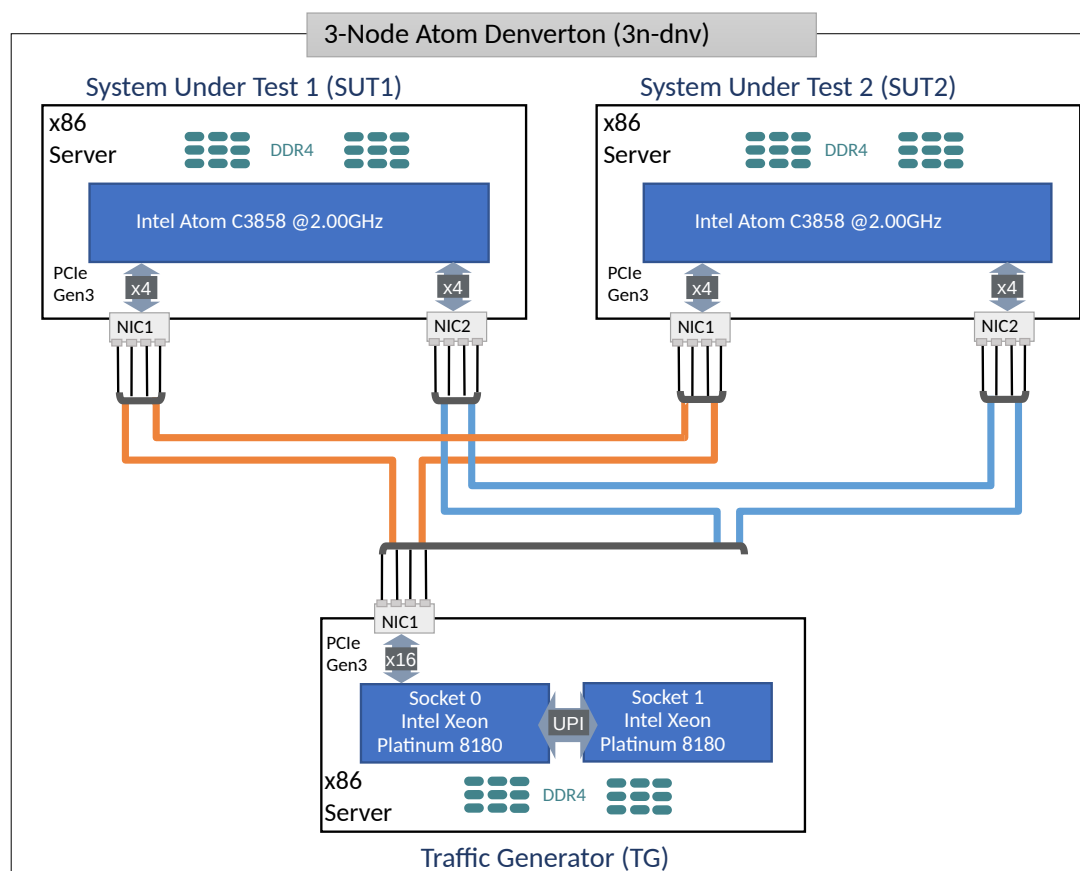 3-Node Atom Denverton (3n-dnv)
System Under Test 1 (SUT1)
x86
Server
DDR4
Intel Atom C3858 @2.00GHz
PCIe
Gen3
x4
x4
NIC1
NIC2
System Under Test 2 (SUT2)
x86
Server
DDR4
Intel Atom C3858 @2.00GHz
PCIe
Gen3
x4
x4
NIC1
NIC2
NIC1
PCIe
Gen3
x16
Socket 0
Intel Xeon
Platinum 8180
UPI
Socket 1
Intel Xeon
Platinum 8180
x86
Server
DDR4
Traffic Generator (TG)